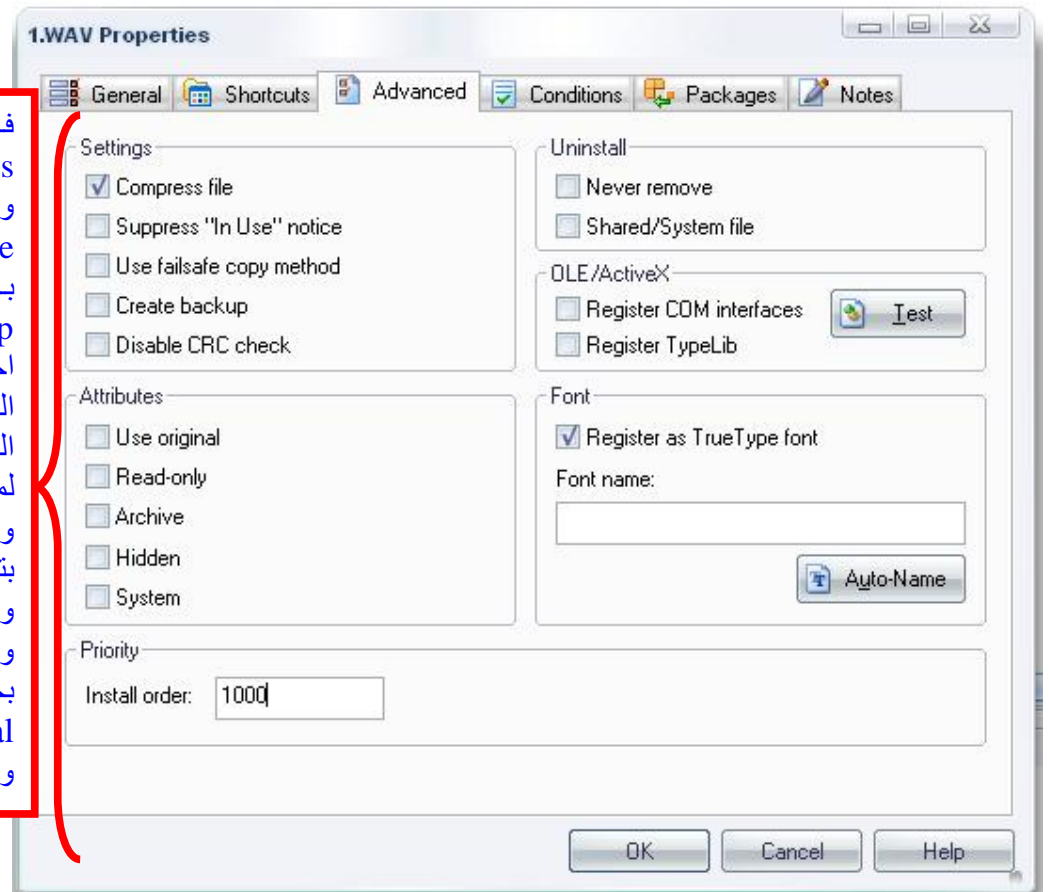 1.WAV Properties
General Shortcuts Advanced Conditions Packages Notes
Settings
Compress file
Suppress "In Use" notice
Use failsafe copy method
Create backup
Disable CRC check
Uninstall
Never remove
Shared/System file
OLE/ActiveX
Register COM interfaces
Register TypeLib
Test
Attributes
Use original
Read-only
Archive
Hidden
System
Font
Register as TrueType font
Font name:
Auto-Name
Priority
Install order: 1000
OK Cancel Help